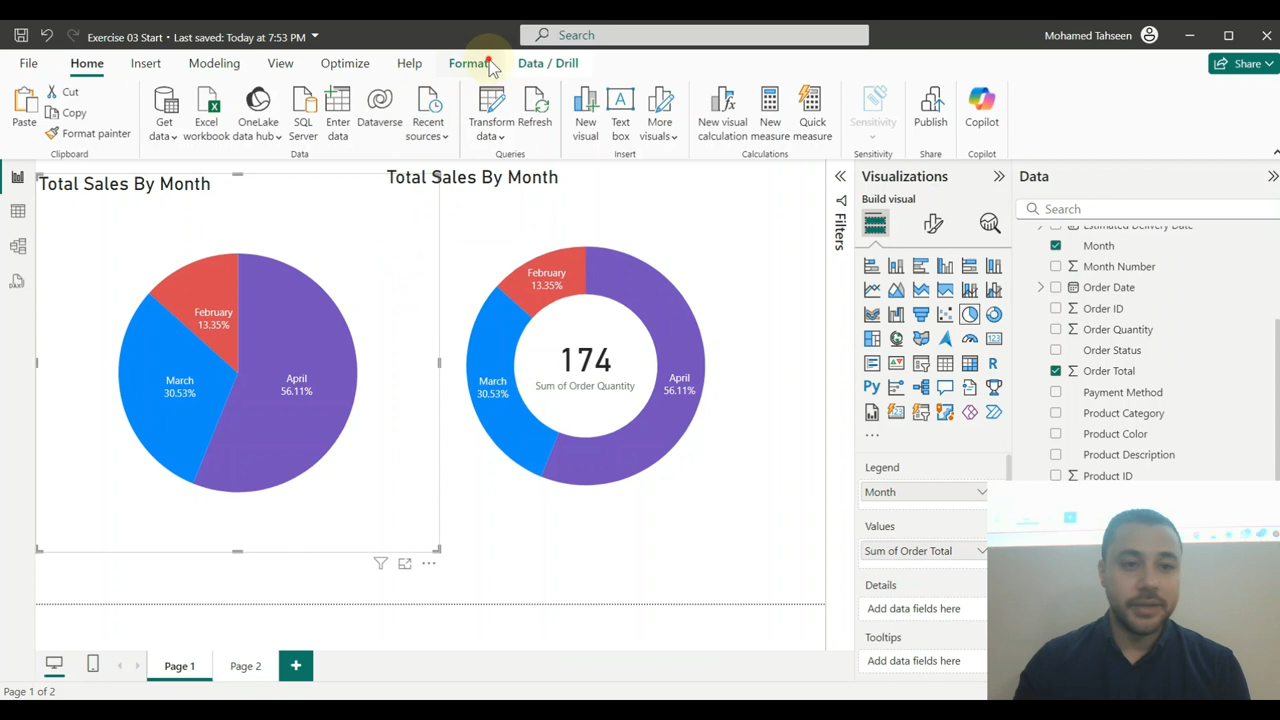 Exercise 03 Start • Last saved: Today at 7:53 PM
Search
Mohamed Tahseen
File
Home
Insert
Modeling
View
Optimize
Help
Format
Data / Drill
Share
Paste
Cut
Copy
Format painter
Clipboard
Get data
Excel workbook
OneLake data hub
SQL Server
Enter data
Dataverse
Recent sources
Data
Transform data
Refresh
Queries
New visual
Text box
More visuals
Insert
New visual calculation
New measure
Quick measure
Calculations
Sensitivity
Sensitivity
Publish
Share
Copilot
Copilot
Total Sales By Month
February
13.35%
March
30.53%
April
56.11%
Total Sales By Month
February
13.35%
March
30.53%
April
56.11%
174
Sum of Order Quantity
Filters
Visualizations
Build visual
123
R
Py
Legend
Month
Values
Sum of Order Total
Details
Add data fields here
Tooltips
Add data fields here
Data
Search
Estimated Delivery Date
Month
Month Number
Order Date
Order ID
Order Quantity
Order Status
Order Total
Payment Method
Product Category
Product Color
Product Description
Product ID
Page 1
Page 2
Page 1 of 2